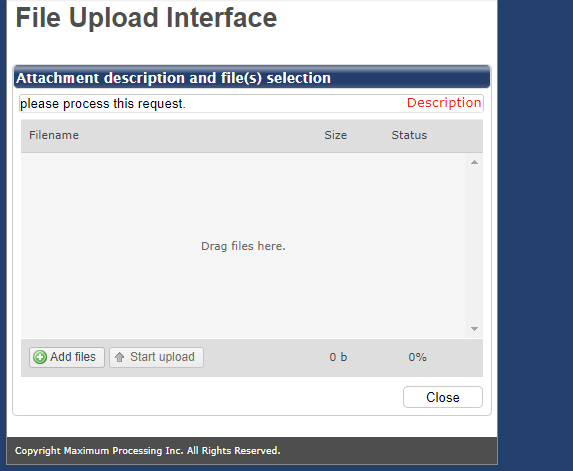 File Upload Interface
Attachment description and file(s) selection
please process this request. Description
Filename Size Status
Drag files here.
Add files Start upload 0 b 0%
Close
Copyright Maximum Processing Inc. All Rights Reserved.